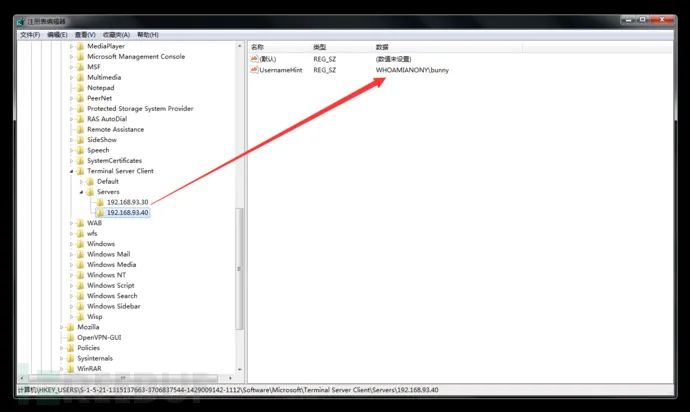 注册表编辑器
文件(F) 编辑(E) 查看(V) 收藏夹(A) 帮助(H)
MediaPlayer
Microsoft Management Console
MSF
Multimedia
Notepad
PeerNet
Protected Storage System Provider
RAS AutoDial
Remote Assistance
SideShow
Speech
SystemCertificates
Terminal Server Client
Default
Servers
192.168.93.30
192.168.93.40
WAB
wfs
Windows
Windows Mail
Windows Media
Windows NT
Windows Script
Windows Search
Windows Sidebar
Wisp
Mozilla
OpenVPN-GUI
Policies
Sysinternals
WinRAR
名称 类型 数据
(默认) REG_SZ (数值未设置)
UsernameHint REG_SZ WHOAMIANONY\bunny
计算机\HKEY_USERS\S-1-5-21-1315137663-3706837544-1429009142-1112\Software\Microsoft\Terminal Server Client\Servers\192.168.93.40